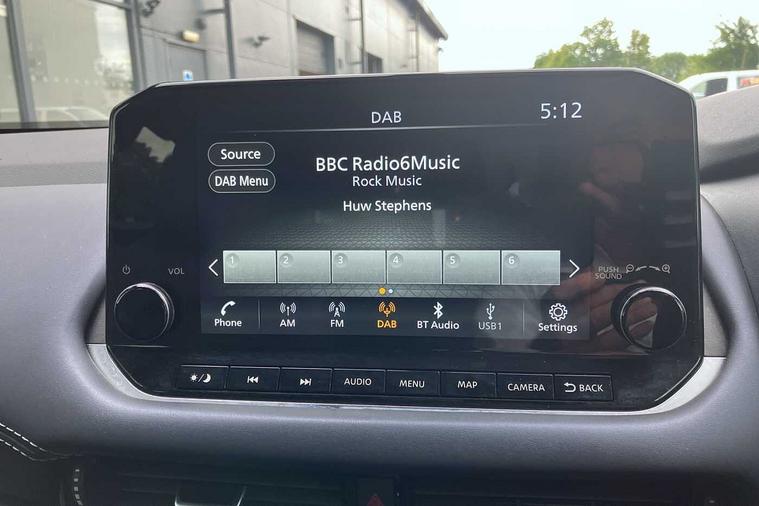 DAB
5:12
Source
DAB Menu
BBC Radio6Music
Rock Music
Huw Stephens
1 2 3 4 5 6
VOL
PUSH
SOUND
Phone AM FM DAB BT Audio USB1 Settings
AUDIO MENU MAP CAMERA BACK